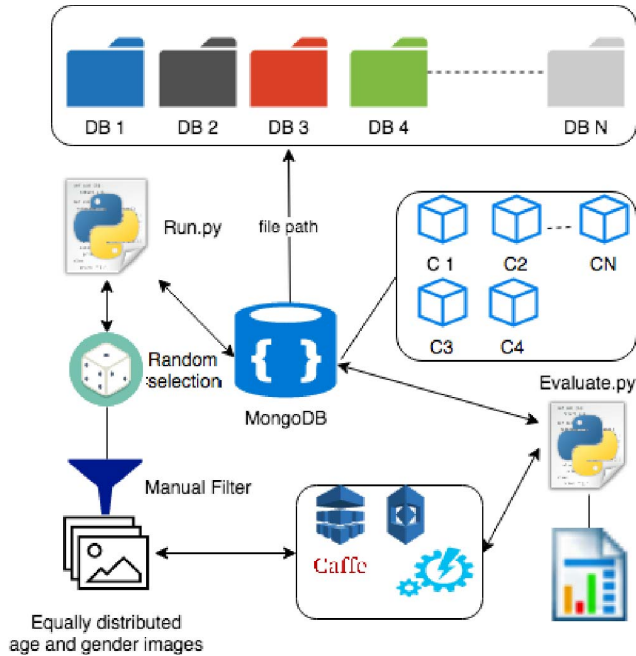 DB 1
DB 2
DB 3
DB 4
DB N
Run.py
file path
C 1
C2
CN
C3
C4
Random
selection
{ }
MongoDB
Evaluate.py
Manual Filter
Caffe
Equally distributed
age and gender images